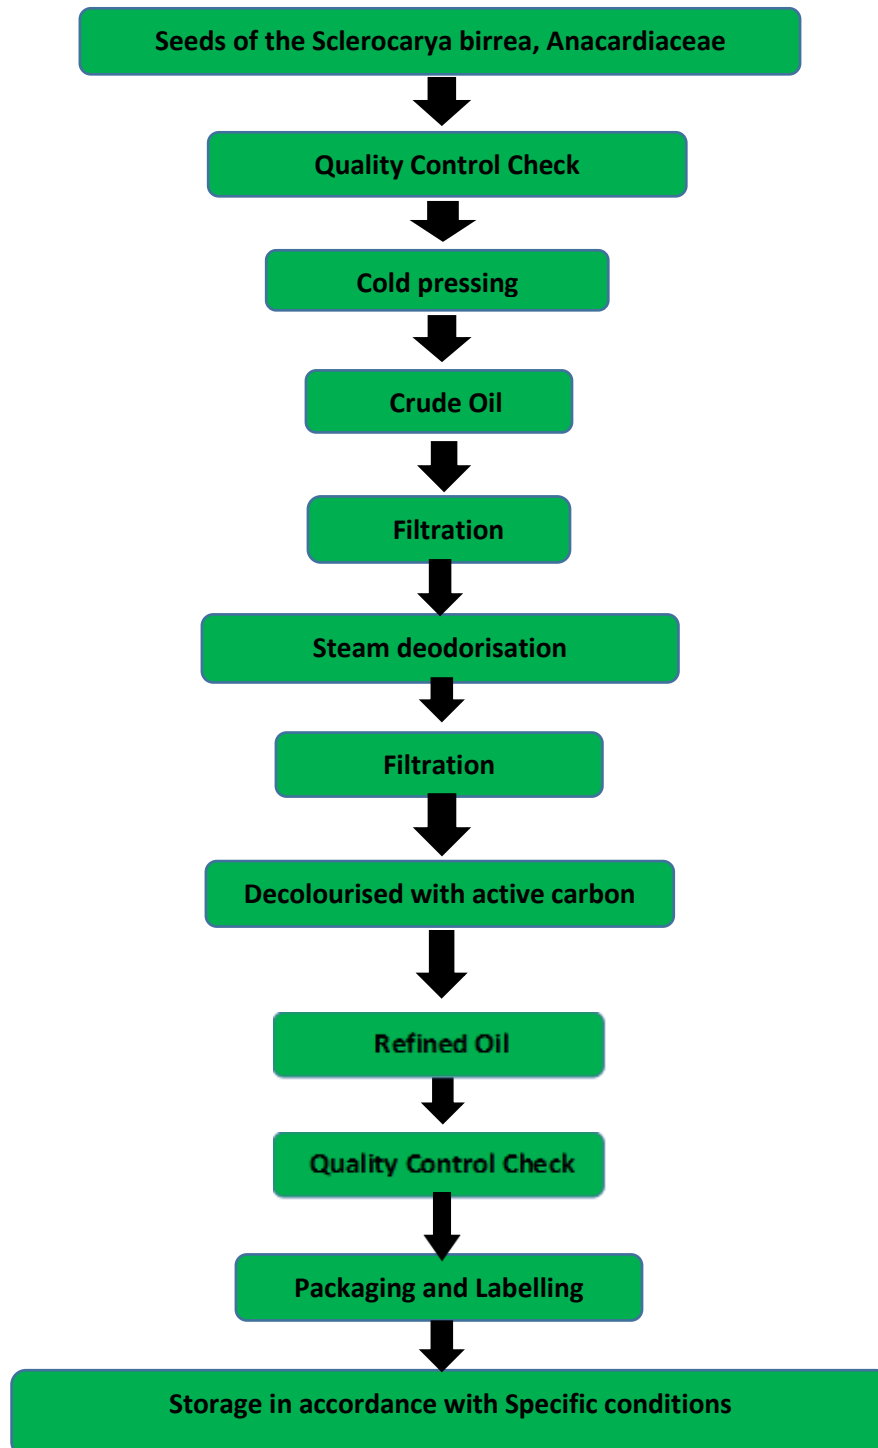 Seeds of the Sclerocarya birrea, Anacardiaceae
Quality Control Check
Cold pressing
Crude Oil
Filtration
Steam deodorisation
Filtration
Decolourised with active carbon
Refined Oil
Quality Control Check
Packaging and Labelling
Storage in accordance with Specific conditions